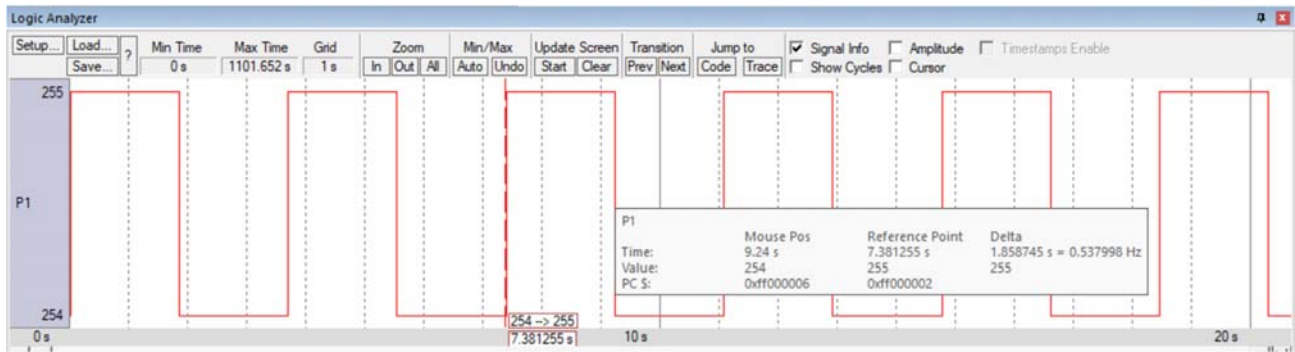 Logic Analyzer
Setup... Load... ? Min Time Max Time Grid Zoom Min/Max Update Screen Transition Jump to Signal Info Amplitude Timestamps Enable
Save... 0 s 1101.652 s 1 s In Out All Auto Undo Start Clear Prev Next Code Trace Show Cycles Cursor
255
P1
254
P1
Mouse Pos Reference Point Delta
Time: 9.24 s 7.381255 s 1.858745 s = 0.537998 Hz
Value: 254 255 255
PC $: 0xff000006 0xff000002
254 --> 255
0 s 7.381255 s 10 s 20 s